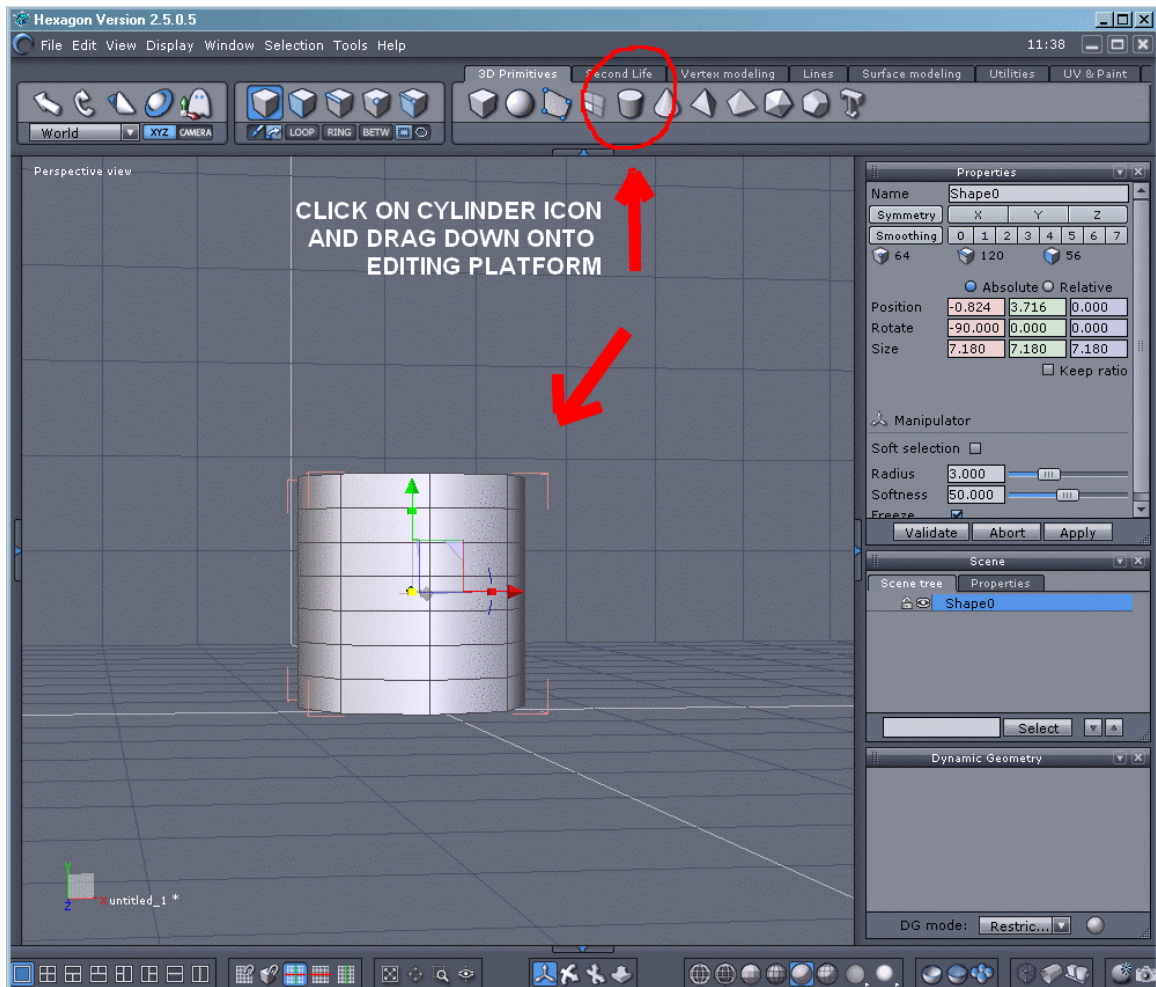 Hexagon Version 2.5.0.5
File Edit View Display Window Selection Tools Help
11:38
3D Primitives Second Life Vertex modeling Lines Surface modeling Utilities UV & Paint
World XYZ CAMERA LOOP RING BETW
Perspective view
CLICK ON CYLINDER ICON
AND DRAG DOWN ONTO
EDITING PLATFORM
Properties
Name Shape0
Symmetry X Y Z
Smoothing 0 1 2 3 4 5 6 7
64 120 56
Absolute Relative
Position -0.824 3.716 0.000
Rotate -90.000 0.000 0.000
Size 7.180 7.180 7.180
Keep ratio
Manipulator
Soft selection
Radius 3.000
Softness 50.000
Freeze
Validate Abort Apply
Scene
Scene tree Properties
Shape0
Select
Dynamic Geometry
DG mode: Restric...
Y
X untitled_1 *
Z